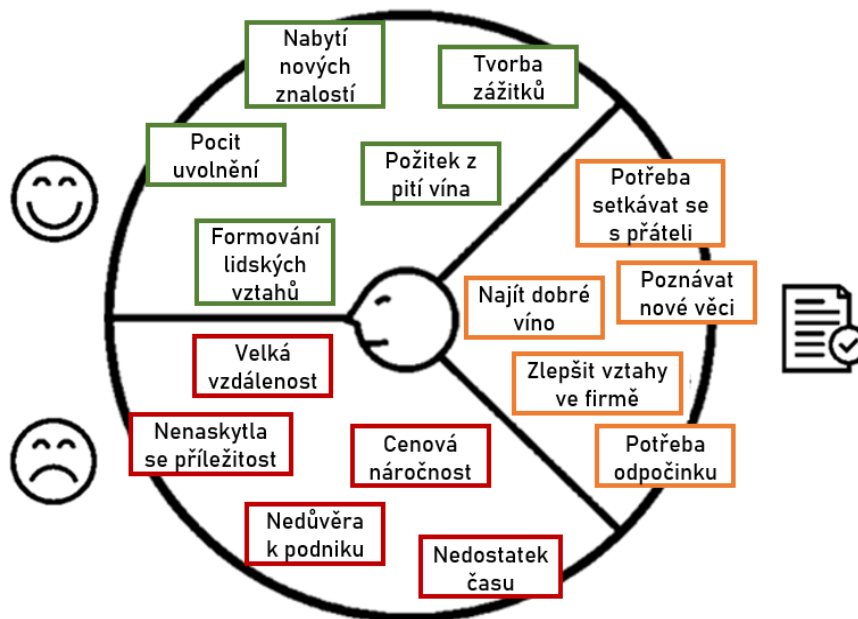 Nabytí
nových
znalostí
Tvorba
zážitků
Pocit
uvolnění
Požitek z
pití vína
Formování
lidských
vztahů
Potřeba
setkávat se
s přáteli
Najít dobré
víno
Poznávat
nové věci
Zlepšit vztahy
ve firmě
Potřeba
odpočinku
Velká
vzdálenost
Nenaskytla
se příležitost
Cenová
náročnost
Nedůvěra
k podniku
Nedostatek
času